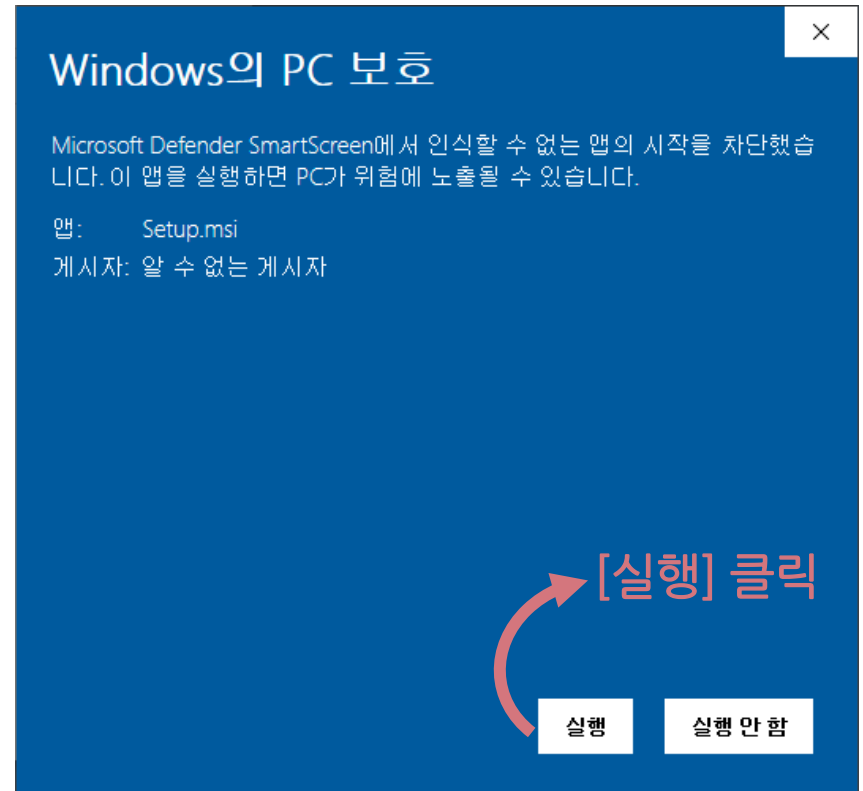 Windows의 PC 보호
Microsoft Defender SmartScreen에서 인식할 수 없는 앱의 시작을 차단했습
니다. 이 앱을 실행하면 PC가 위험에 노출될 수 있습니다.
앱: Setup.msi
게시자: 알 수 없는 게시자
[실행] 클릭
실행 실행 안 함